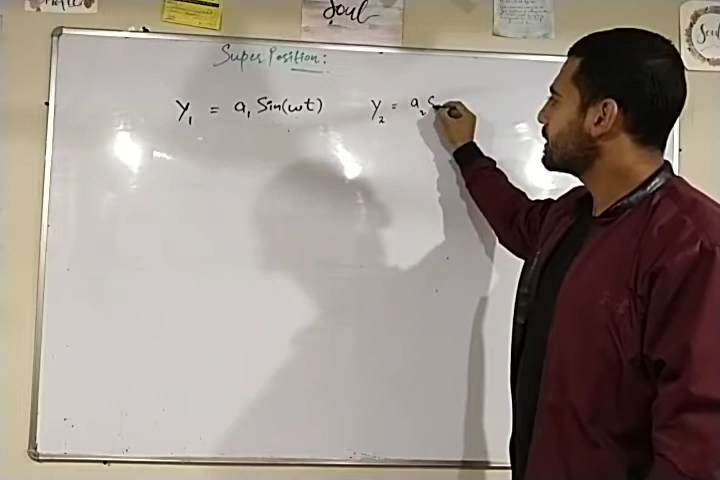 Soul
Super Position:
y₁ = a₁ Sin(ωt) y₂ = a₂ S